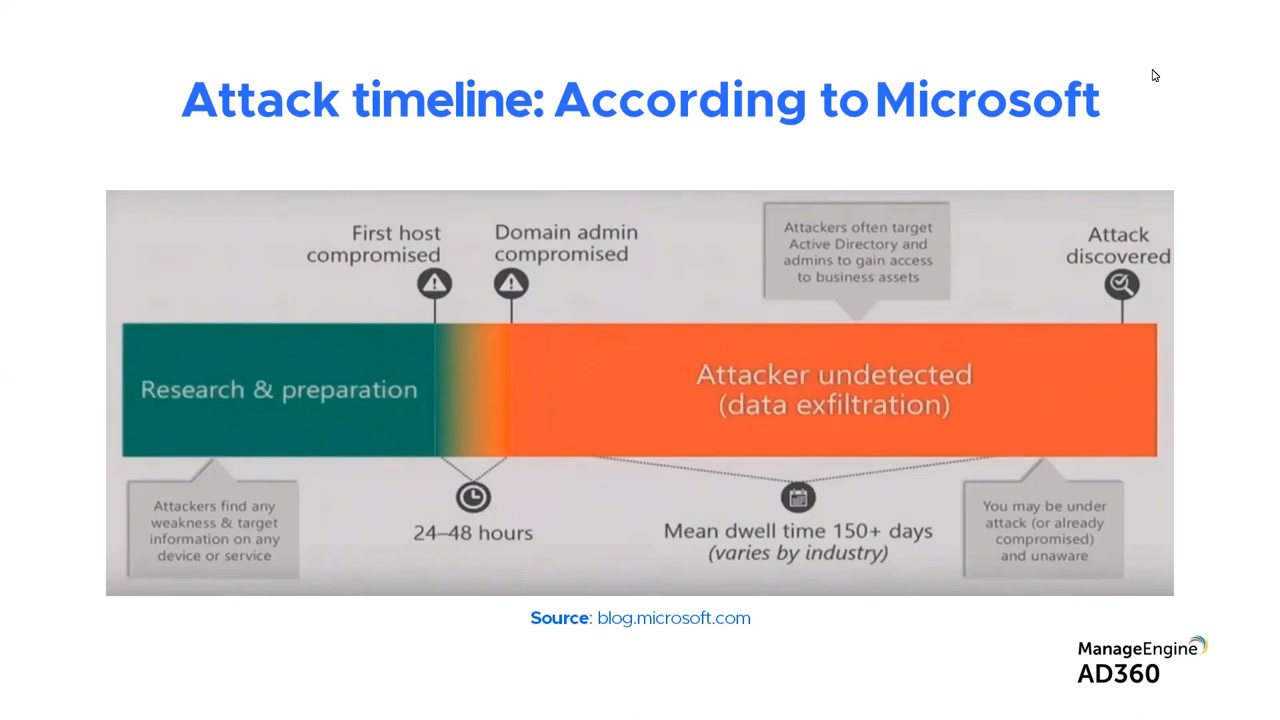 Attack timeline: According to Microsoft
First host
compromised
Domain admin
compromised
Attackers often target
Active Directory and
admins to gain access
to business assets
Attack
discovered
Research & preparation
Attacker undetected
(data exfiltration)
Attackers find any
weakness & target
information on any
device or service
24–48 hours
Mean dwell time 150+ days
(varies by industry)
You may be under
attack (or already
compromised)
and unaware
Source: blog.microsoft.com
ManageEngine
AD360